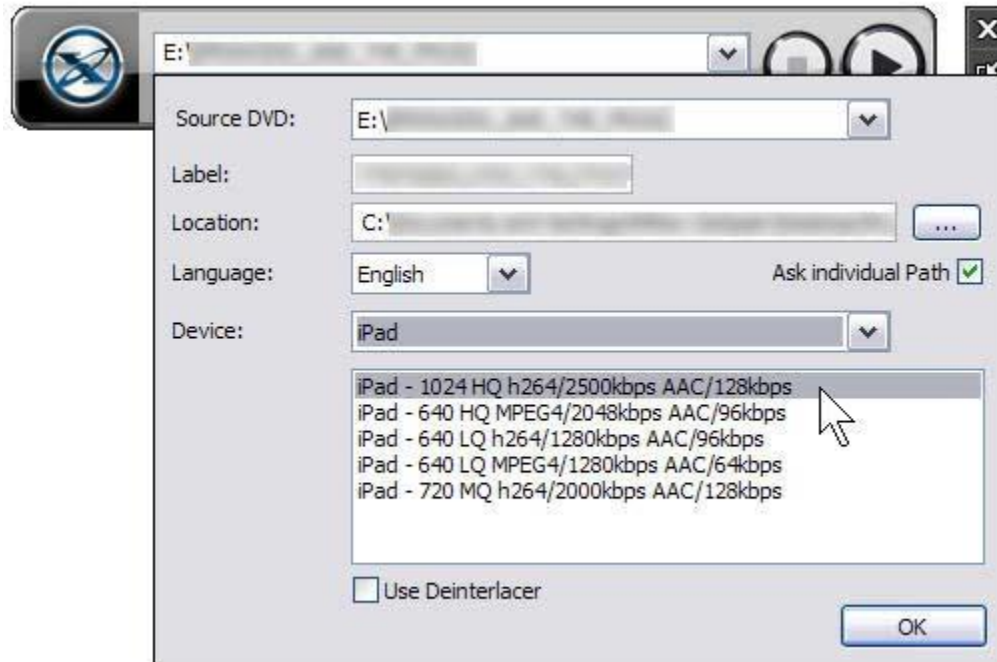 E:\
Source DVD: E:\
Label:
Location: C:\ ...
Language: English Ask individual Path
Device: iPad
iPad - 1024 HQ h264/2500kbps AAC/128kbps
iPad - 640 HQ MPEG4/2048kbps AAC/96kbps
iPad - 640 LQ h264/1280kbps AAC/96kbps
iPad - 640 LQ MPEG4/1280kbps AAC/64kbps
iPad - 720 MQ h264/2000kbps AAC/128kbps
Use Deinterlacer
OK